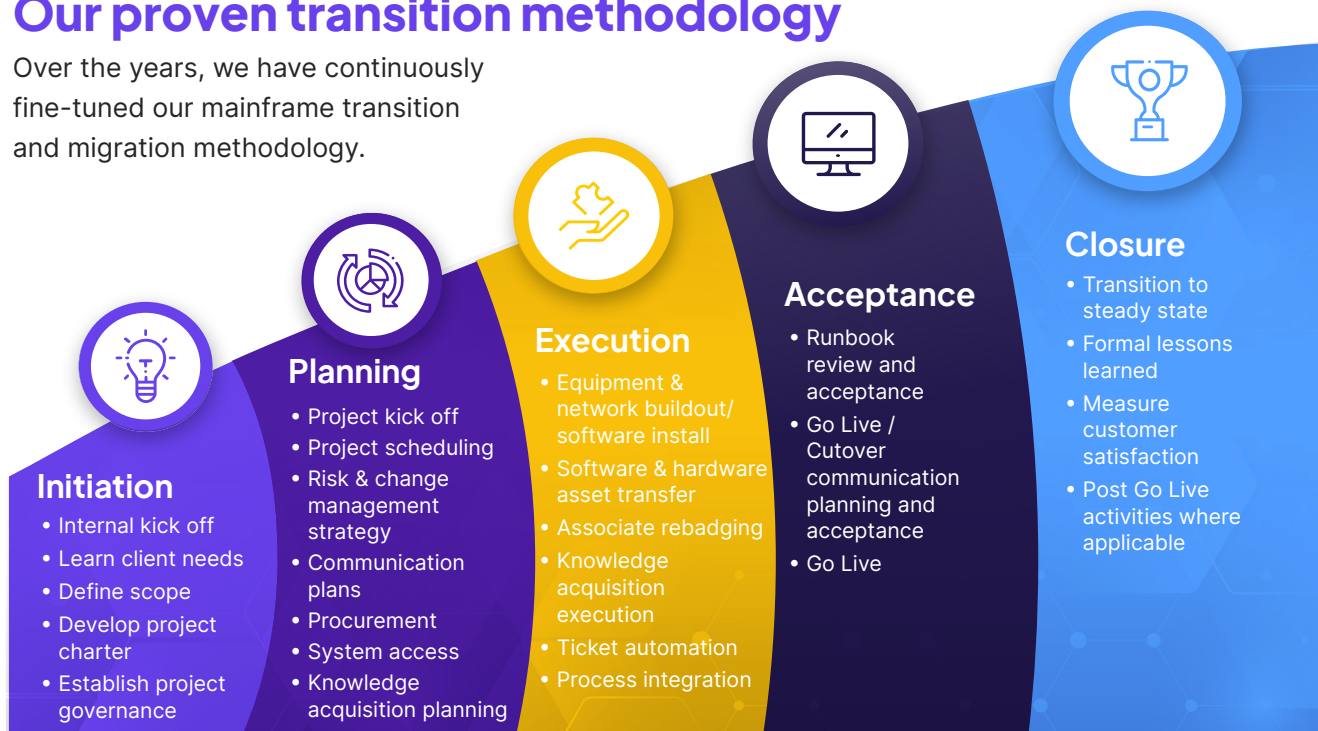 Our proven transition methodology
Over the years, we have continuously
fine-tuned our mainframe transition
and migration methodology.
Initiation
• Internal kick off
• Learn client needs
• Define scope
• Develop project
charter
• Establish project
governance
Planning
• Project kick off
• Project scheduling
• Risk & change
management
strategy
• Communication
plans
• Procurement
• System access
• Knowledge
acquisition planning
Execution
• Equipment &
network buildout/
software install
• Software & hardware
asset transfer
• Associate rebadging
• Knowledge
acquisition
execution
• Ticket automation
• Process integration
Acceptance
• Runbook
review and
acceptance
• Go Live /
Cutover
communication
planning and
acceptance
• Go Live
Closure
• Transition to
steady state
• Formal lessons
learned
• Measure
customer
satisfaction
• Post Go Live
activities where
applicable